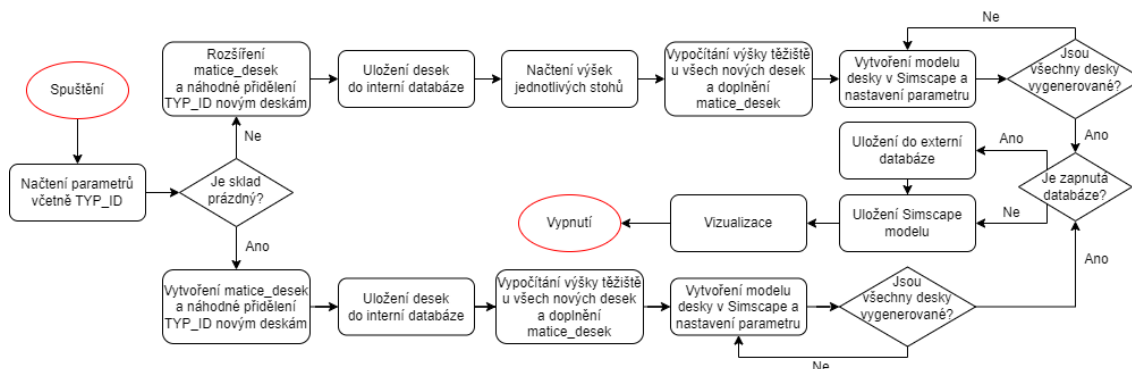 Spuštění
Načtení parametrů
včetně TYP_ID
Je sklad
prázdný?
Ne
Rozšíření
matice_desek
a náhodné přidělení
TYP_ID novým deskám
Uložení desek
do interní databáze
Načtení výšek
jednotlivých stohů
Vypočítání výšky těžiště
u všech nových desek
a doplnění
matice_desek
Vytvoření modelu
desky v Simscape a
nastavení parametru
Ne
Jsou
všechny desky
vygenerované?
Ano
Je zapnutá
databáze?
Ano
Uložení do externí
databáze
Ne
Uložení Simscape
modelu
Vizualizace
Vypnutí
Ano
Vytvoření matice_desek
a náhodné přidělení
TYP_ID novým deskám
Uložení desek
do interní databáze
Vypočítání výšky těžiště
u všech nových desek
a doplnění
matice_desek
Vytvoření modelu
desky v Simscape a
nastavení parametru
Jsou
všechny desky
vygenerované?
Ne
Ano